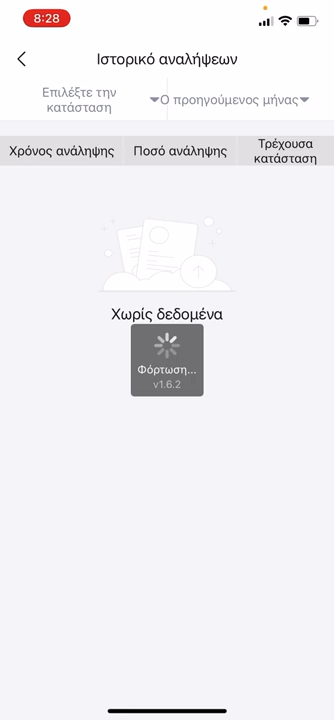 8:28
Ιστορικό αναλήψεων
Επιλέξτε την
κατάσταση
Ο προηγούμενος μήνας
Χρόνος ανάληψης
Ποσό ανάληψης
Τρέχουσα
κατάσταση
Χωρίς δεδομένα
Φόρτωση...
v1.6.2